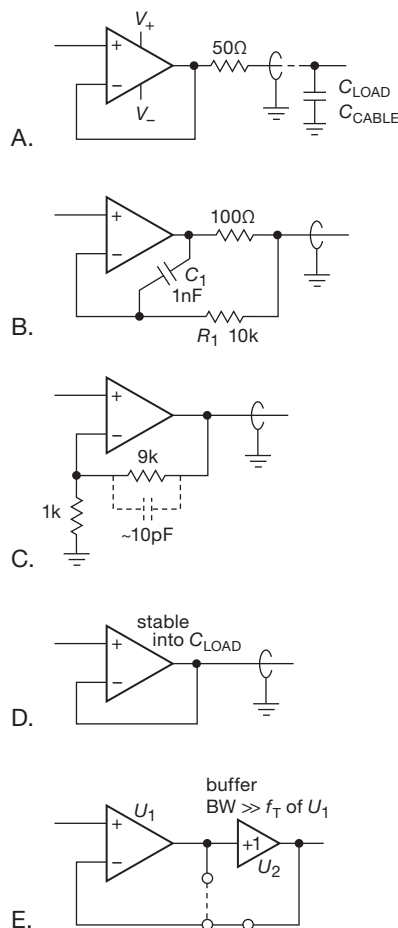 V+
+
50Ω
−
V−
CLOAD
CCABLE
A.
+
100Ω
−
C1
1nF
R1 10k
B.
+
−
9k
1k
~10pF
C.
stable
into CLOAD
+
−
D.
buffer
BW ≫ fT of U1
U1
+
+1
−
U2
E.